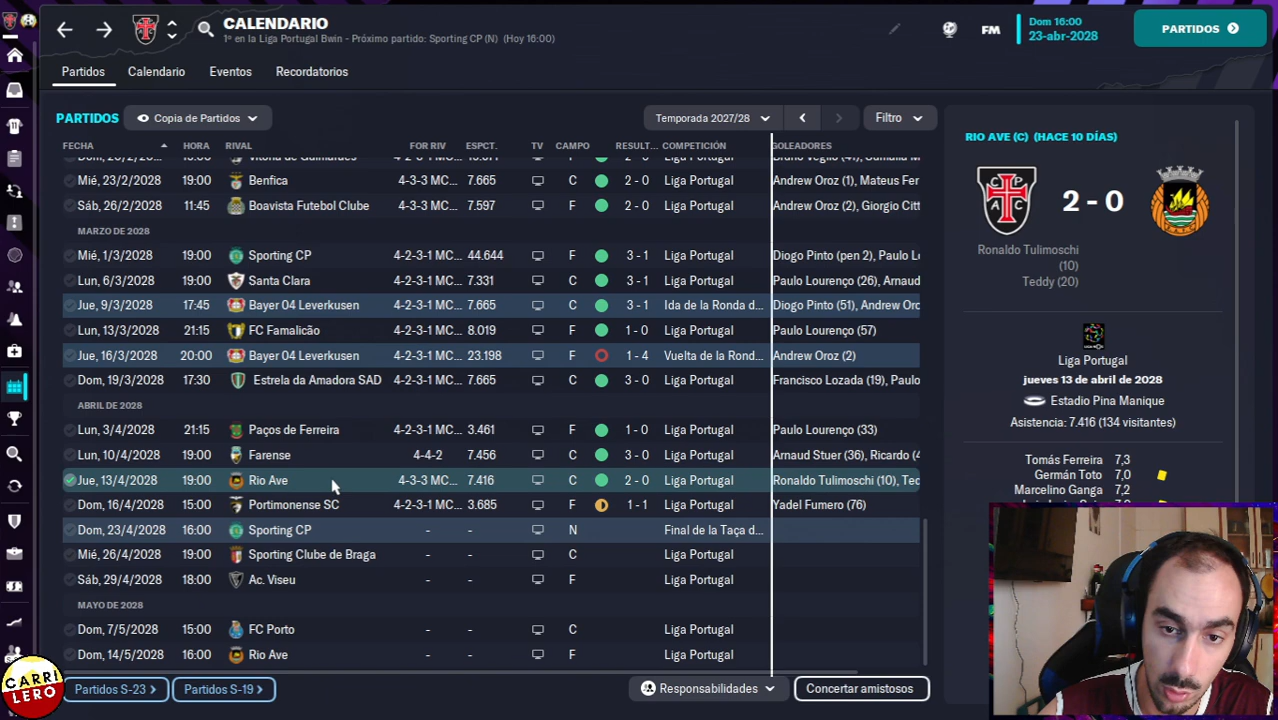 CALENDARIO
1º en la Liga Portugal Bwin - Próximo partido: Sporting CP (N) (Hoy 16:00)
FM
Dom 16:00
23-abr-2028
PARTIDOS
Partidos Calendario Eventos Recordatorios
PARTIDOS Copia de Partidos Temporada 2027/28 Filtro
FECHA HORA RIVAL FOR RIV ESPCT. TV CAMPO RESULT... COMPETICIÓN GOLEADORES
Mié, 23/2/2028 19:00 Benfica 4-3-3 MC... 7.665 C 2 - 0 Liga Portugal Andrew Oroz (1), Mateus Fer
Sáb, 26/2/2028 11:45 Boavista Futebol Clube 4-3-3 MC... 7.597 F 2 - 0 Liga Portugal Andrew Oroz (2), Giorgio Citt
MARZO DE 2028
Mié, 1/3/2028 19:00 Sporting CP 4-2-3-1 MC... 44.644 F 3 - 1 Liga Portugal Diogo Pinto (pen 2), Paulo L
Lun, 6/3/2028 19:00 Santa Clara 4-2-3-1 MC... 7.331 C 3 - 1 Liga Portugal Paulo Lourenço (26), Arnaud
Jue, 9/3/2028 17:45 Bayer 04 Leverkusen 4-2-3-1 MC... 7.665 C 3 - 1 Ida de la Ronda d... Diogo Pinto (51), Andrew Oro
Lun, 13/3/2028 21:15 FC Famalicão 4-2-3-1 MC... 8.019 F 1 - 0 Liga Portugal Paulo Lourenço (57)
Jue, 16/3/2028 20:00 Bayer 04 Leverkusen 4-2-3-1 MC... 23.198 F 1 - 4 Vuelta de la Rond... Andrew Oroz (2)
Dom, 19/3/2028 17:30 Estrela da Amadora SAD 4-2-3-1 MC... 7.665 C 3 - 0 Liga Portugal Francisco Lozada (19), Paulo
ABRIL DE 2028
Lun, 3/4/2028 21:15 Paços de Ferreira 4-2-3-1 MC... 3.461 F 1 - 0 Liga Portugal Paulo Lourenço (33)
Lun, 10/4/2028 19:00 Farense 4-4-2 7.456 C 3 - 0 Liga Portugal Arnaud Stuer (36), Ricardo (4
Jue, 13/4/2028 19:00 Rio Ave 4-3-3 MC... 7.416 C 2 - 0 Liga Portugal Ronaldo Tulimoschi (10), Tec
Dom, 16/4/2028 15:00 Portimonense SC 4-2-3-1 MC... 3.685 F 1 - 1 Liga Portugal Yadel Fumero (76)
Dom, 23/4/2028 16:00 Sporting CP - - N Final de la Taça d...
Mié, 26/4/2028 19:00 Sporting Clube de Braga - - C Liga Portugal
Sáb, 29/4/2028 18:00 Ac. Viseu - - F Liga Portugal
MAYO DE 2028
Dom, 7/5/2028 15:00 FC Porto - - C Liga Portugal
Dom, 14/5/2028 16:00 Rio Ave - - F Liga Portugal
Partidos S-23 Partidos S-19 Responsabilidades Concertar amistosos
RIO AVE (C) (HACE 10 DÍAS)
2 - 0
Ronaldo Tulimoschi
(10)
Teddy (20)
Liga Portugal
jueves 13 de abril de 2028
Estadio Pina Manique
Asistencia: 7.416 (134 visitantes)
Tomás Ferreira 7,3
Germán Toto 7,0
Marcelino Ganga 7,2
CARRI
LERO